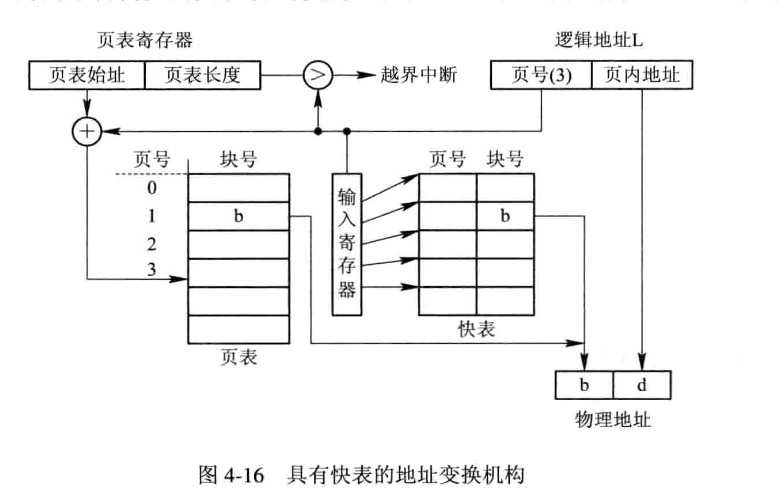 页表寄存器
逻辑地址L
页表始址 页表长度
>
越界中断
页号(3) 页内地址
+
页号 块号
0
1 b
2
3
页表
输入寄存器
页号 块号
b
快表
b d
物理地址
图 4-16 具有快表的地址变换机构